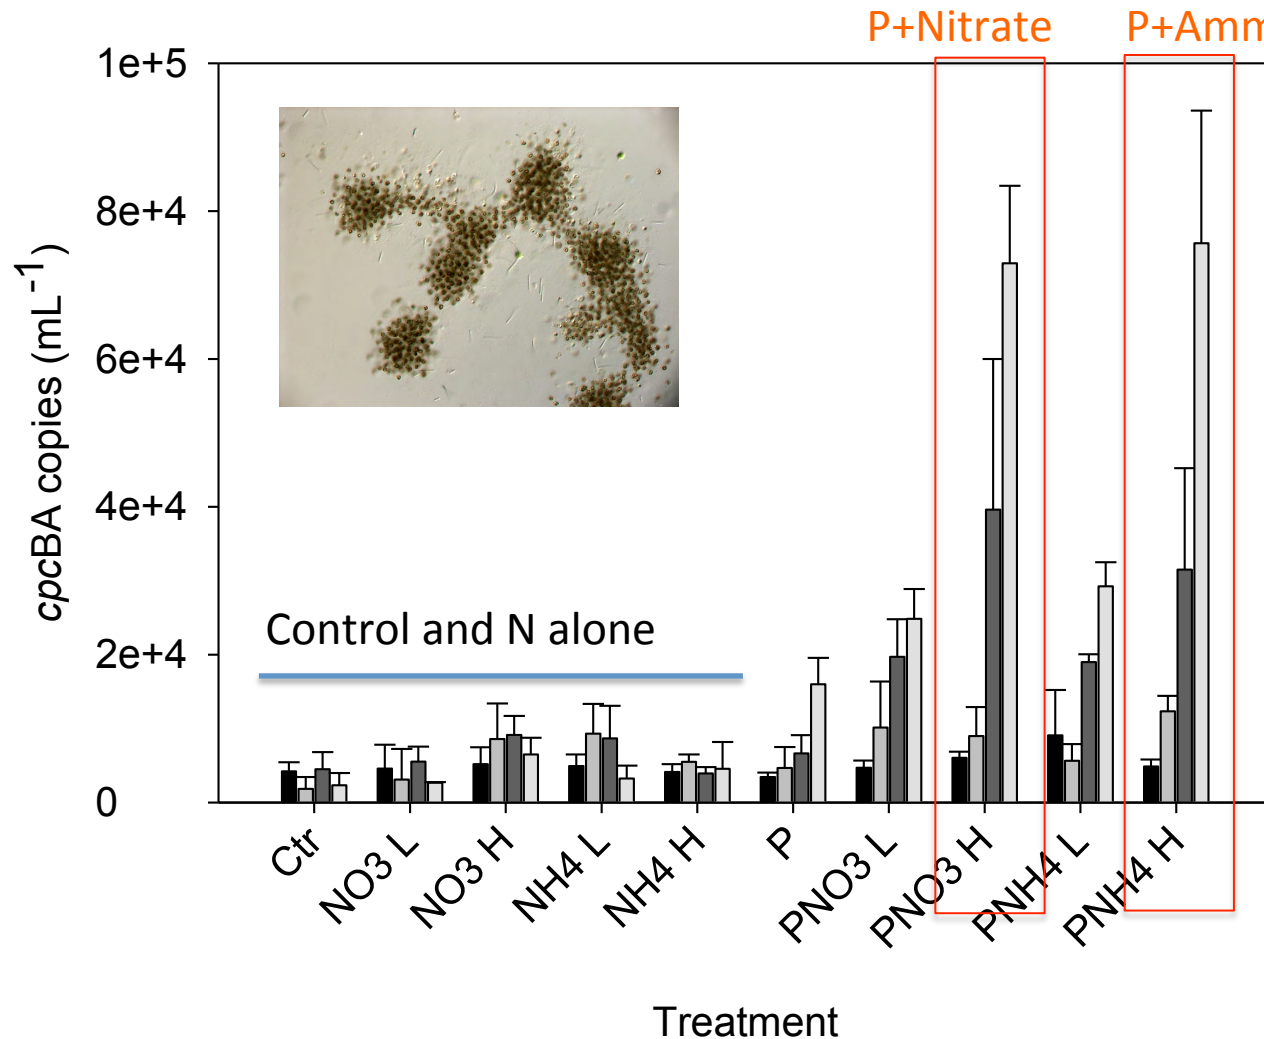 P+Nitrate
P+Amm
1e+5
8e+4
6e+4
4e+4
2e+4
0
cpcBA copies (mL-1)
Control and N alone
Ctr
NO3 L
NO3 H
NH4 L
NH4 H
P
PNO3 L
PNO3 H
PNH4 L
PNH4 H
Treatment